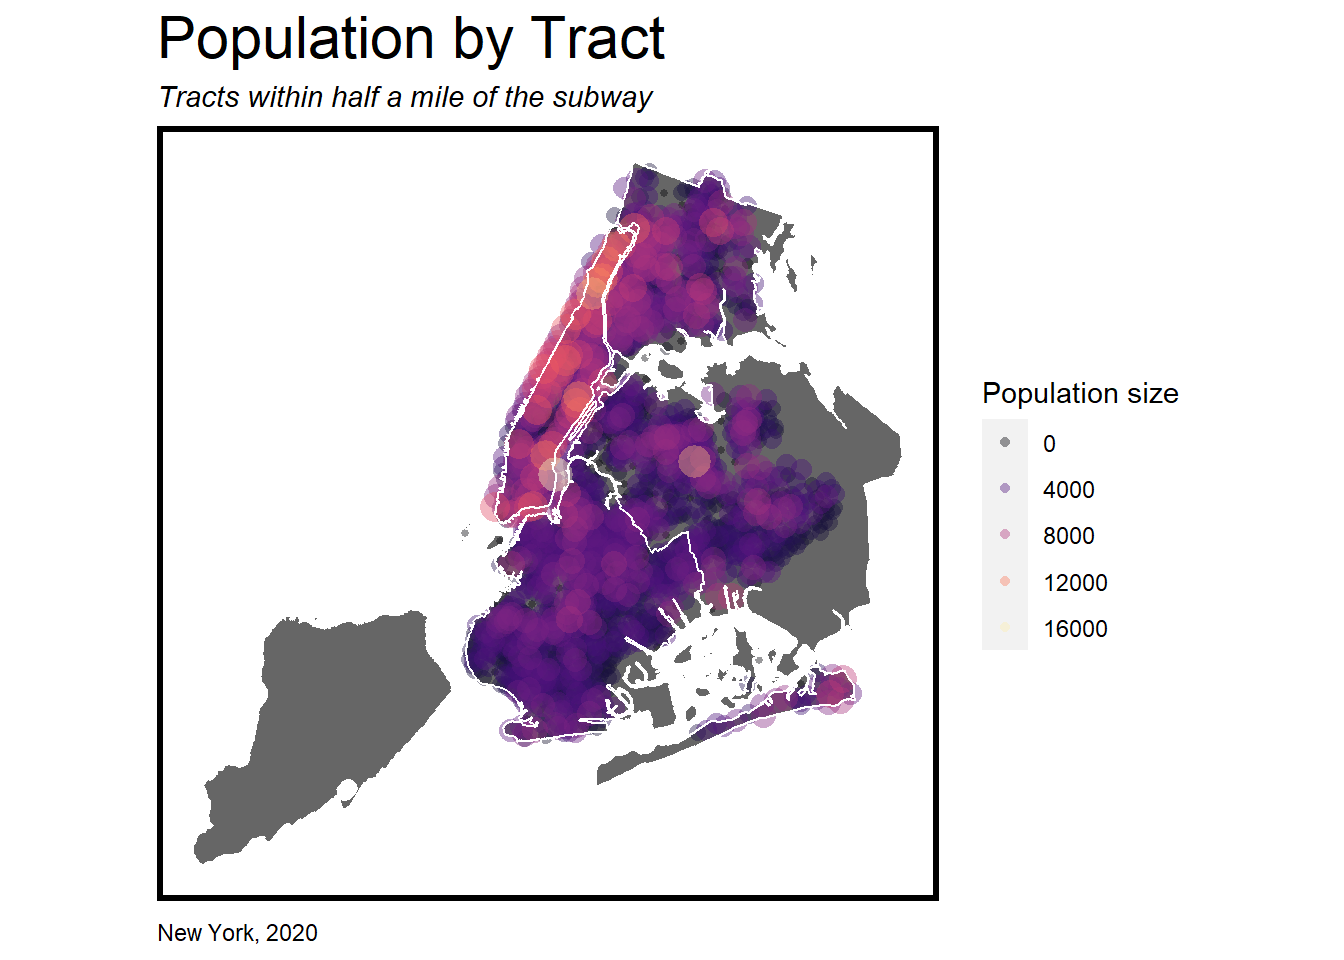 Population by Tract
Tracts within half a mile of the subway
Population size
0
4000
8000
12000
16000
New York, 2020